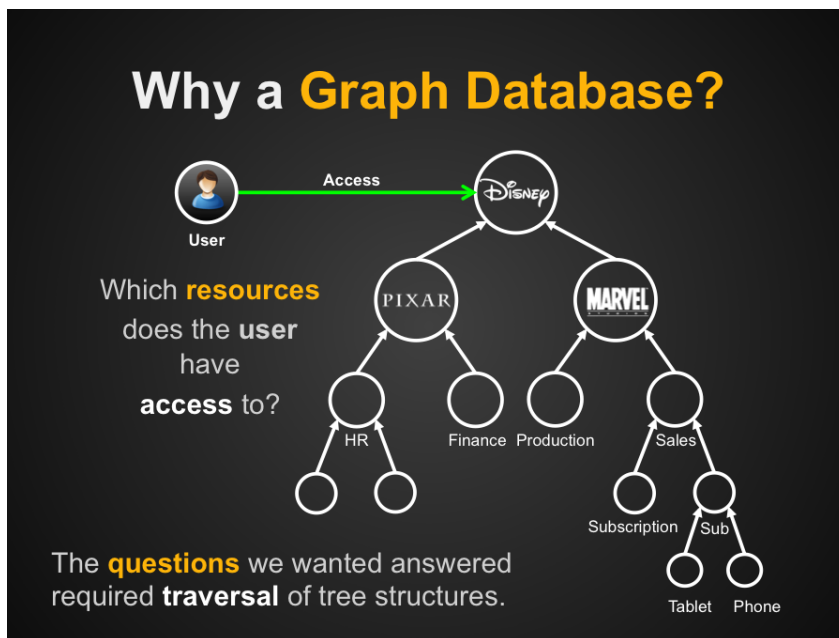 Why a Graph Database?
Access
DISNEY
User
PIXAR
MARVEL
STUDIOS
Which resources
does the user
have
access to?
HR
Finance
Production
Sales
Subscription
Sub
Tablet
Phone
The questions we wanted answered
required traversal of tree structures.